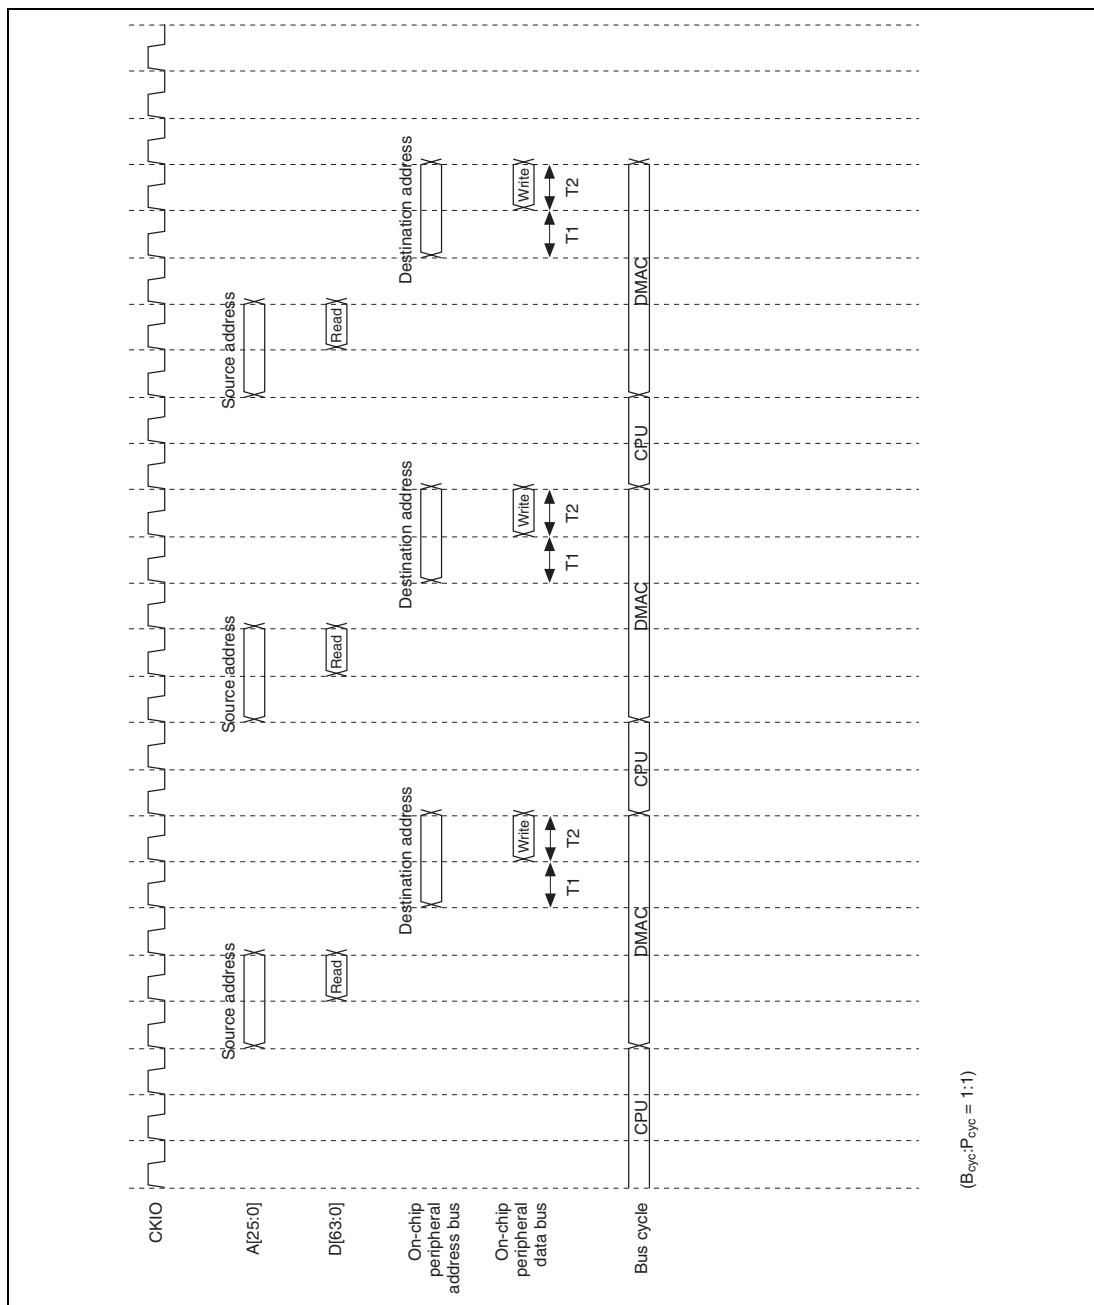 CKIO
A[25:0]
Source address
Source address
Source address
D[63:0]
Read
Read
Read
On-chip
peripheral
address bus
Destination address
Destination address
Destination address
On-chip
peripheral
data bus
Write
Write
Write
T1
T2
T1
T2
T1
T2
Bus cycle
CPU
DMAC
CPU
DMAC
CPU
DMAC
(Bcyc:Pcyc = 1:1)